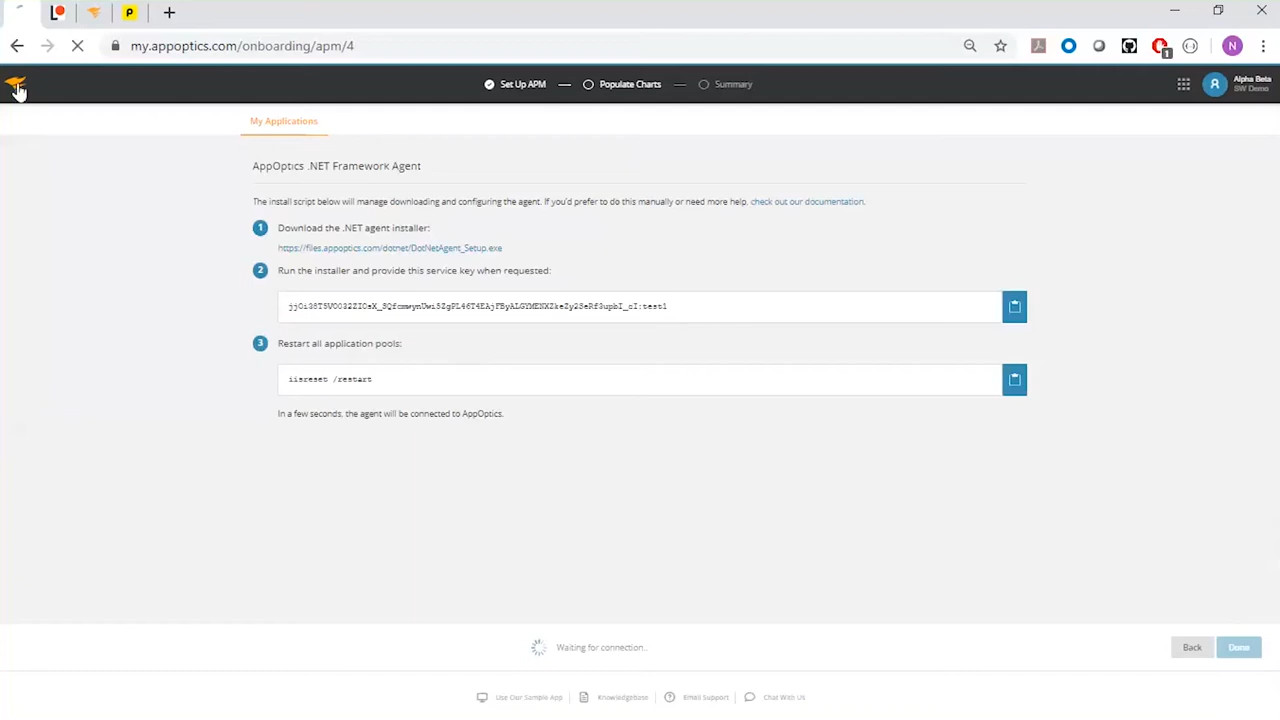 my.appoptics.com/onboarding/apm/4
1
N
Set Up APM
Populate Charts
Summary
Alpha Beta
SW Demo
My Applications
AppOptics .NET Framework Agent
The install script below will manage downloading and configuring the agent. If you'd prefer to do this manually or need more help, check out our documentation.
1 Download the .NET agent installer:
https://files.appoptics.com/dotnet/DotNetAgent_Setup.exe
2 Run the installer and provide this service key when requested:
3 Restart all application pools:
iisreset /restart
In a few seconds, the agent will be connected to AppOptics.
Waiting for connection..
Back
Done
Use Our Sample App
Knowledgebase
Email Support
Chat With Us